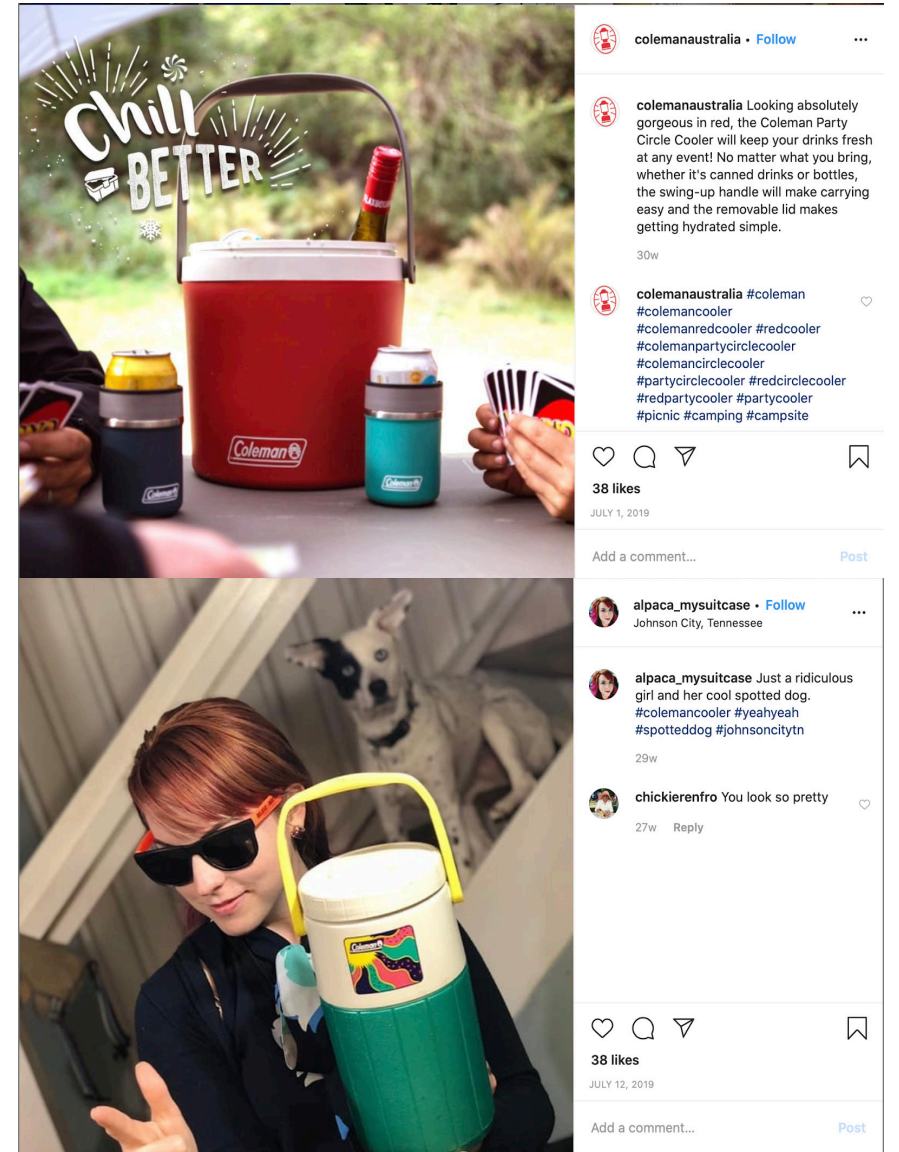 Chill
BETTER
Coleman
Coleman
Coleman
colemanaustralia • Follow
colemanaustralia Looking absolutely
gorgeous in red, the Coleman Party
Circle Cooler will keep your drinks fresh
at any event! No matter what you bring,
whether it's canned drinks or bottles,
the swing-up handle will make carrying
easy and the removable lid makes
getting hydrated simple.
30w
colemanaustralia #coleman
#colemancooler
#colemanredcooler #redcooler
#colemanpartycirclecooler
#colemancirclecooler
#partycirclecooler #redcirclecooler
#redpartycooler #partycooler
#picnic #camping #campsite
38 likes
JULY 1, 2019
Add a comment... Post
Coleman
alpaca_mysuitcase • Follow
Johnson City, Tennessee
alpaca_mysuitcase Just a ridiculous
girl and her cool spotted dog.
#colemancooler #yeahyeah
#spotteddog #johnsoncitytn
29w
chickierenfro You look so pretty
27w Reply
38 likes
JULY 12, 2019
Add a comment... Post